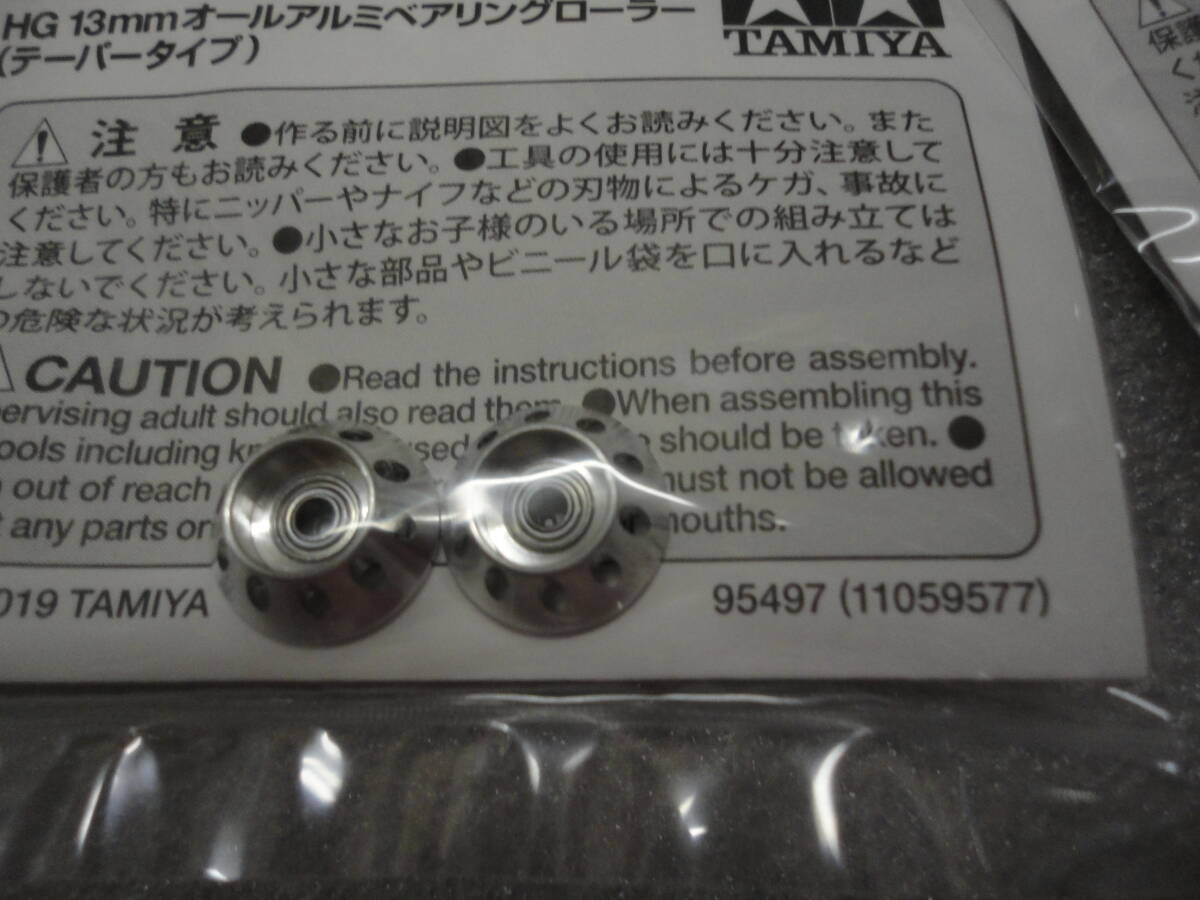 HG 13mmオールアルミベアリングローラー
(テーパータイプ)
TAMIYA
注意 ●作る前に説明図をよくお読みください。また
保護者の方もお読みください。●工具の使用には十分注意して
ください。特にニッパーやナイフなどの刃物によるケガ、事故に
注意してください。●小さなお子様のいる場所での組み立ては
しないでください。小さな部品やビニール袋を口に入れるなど
の危険な状況が考えられます。
CAUTION ●Read the instructions before assembly.
adult should also read them. ●When assembling this
including should be taken. ●
out of reach must not be allowed
any parts or mouths.
TAMIYA
95497 (11059577)
保